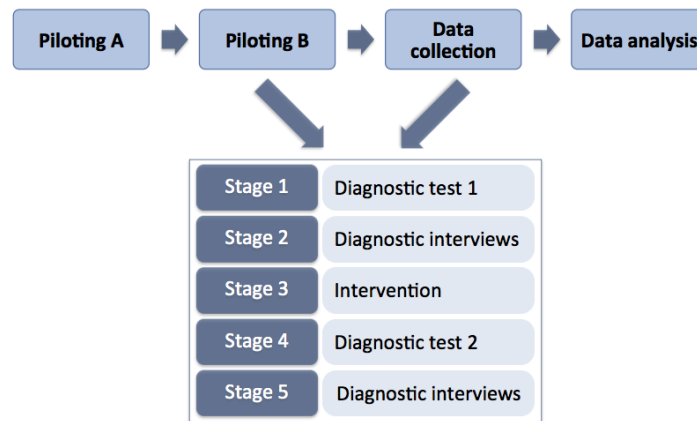 Piloting A
Piloting B
Data
collection
Data analysis
Stage 1
Diagnostic test 1
Stage 2
Diagnostic interviews
Stage 3
Intervention
Stage 4
Diagnostic test 2
Stage 5
Diagnostic interviews